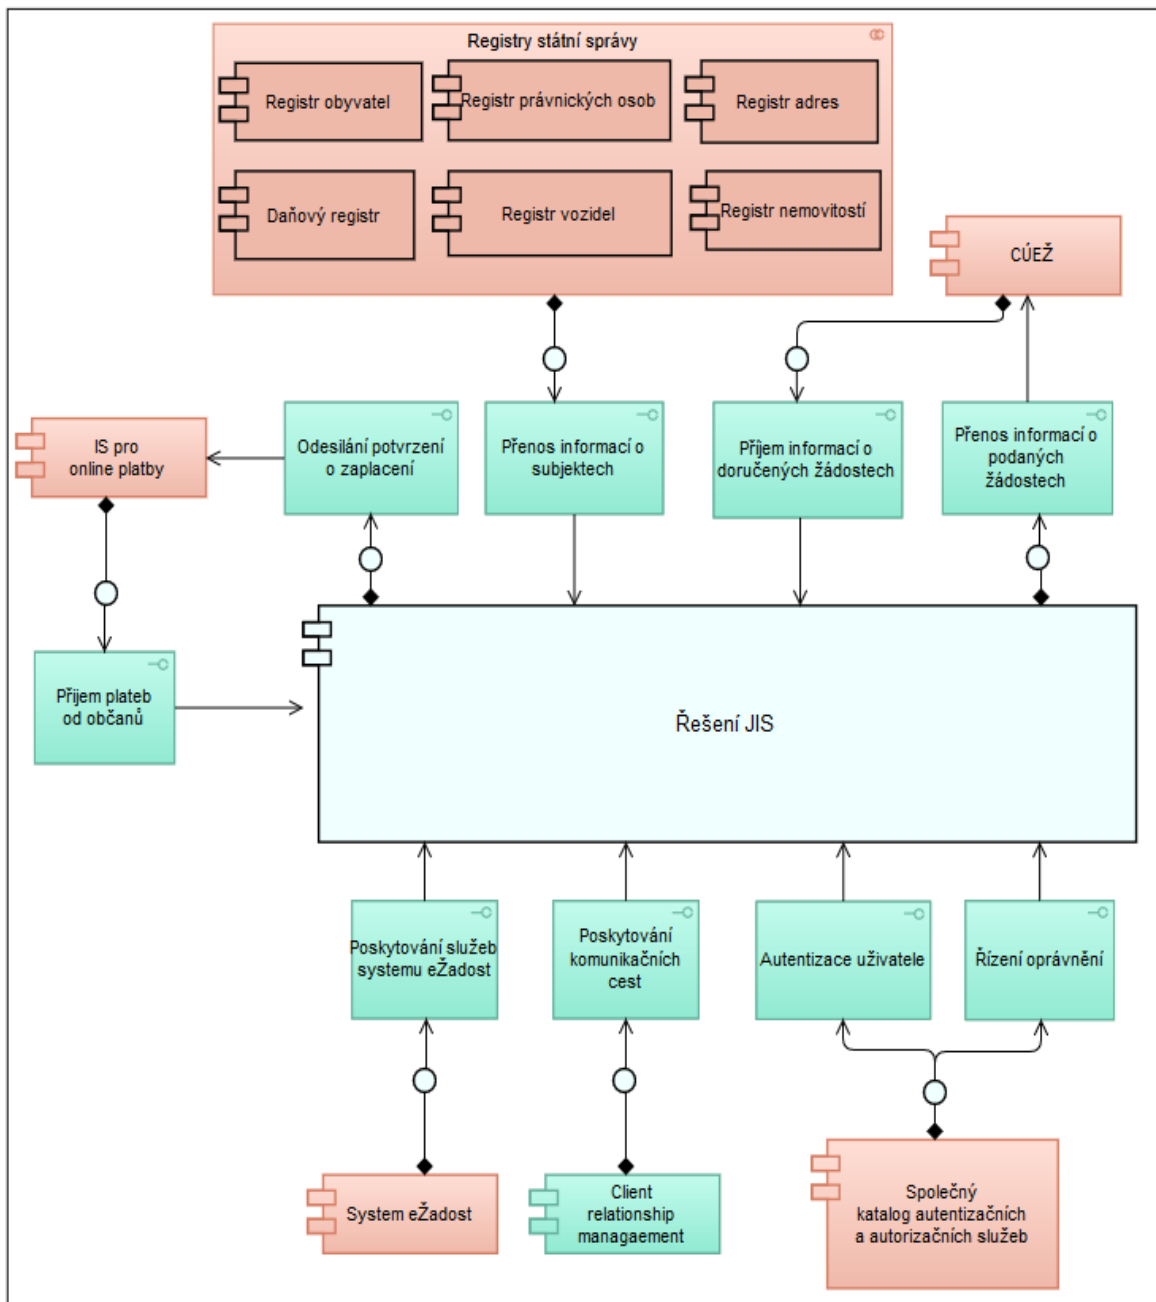 Registry státní správy
Registr obyvatel
Registr právnických osob
Registr adres
Daňový registr
Registr vozidel
Registr nemovitostí
CÚEŽ
IS pro
online platby
Odesilání potvrzení
o zaplacení
Přenos informací o
subjektech
Příjem informací o
doručených žádostech
Přenos informací o
podaných
žádostech
Přijem plateb
od občanů
Řešení JIS
Poskytování služeb
systemu eŽadost
Poskytování
komunikačních
cest
Autentizace uživatele
Řízení oprávnění
System eŽadost
Client
relationship
managaement
Společný
katalog autentizačních
a autorizačních služeb